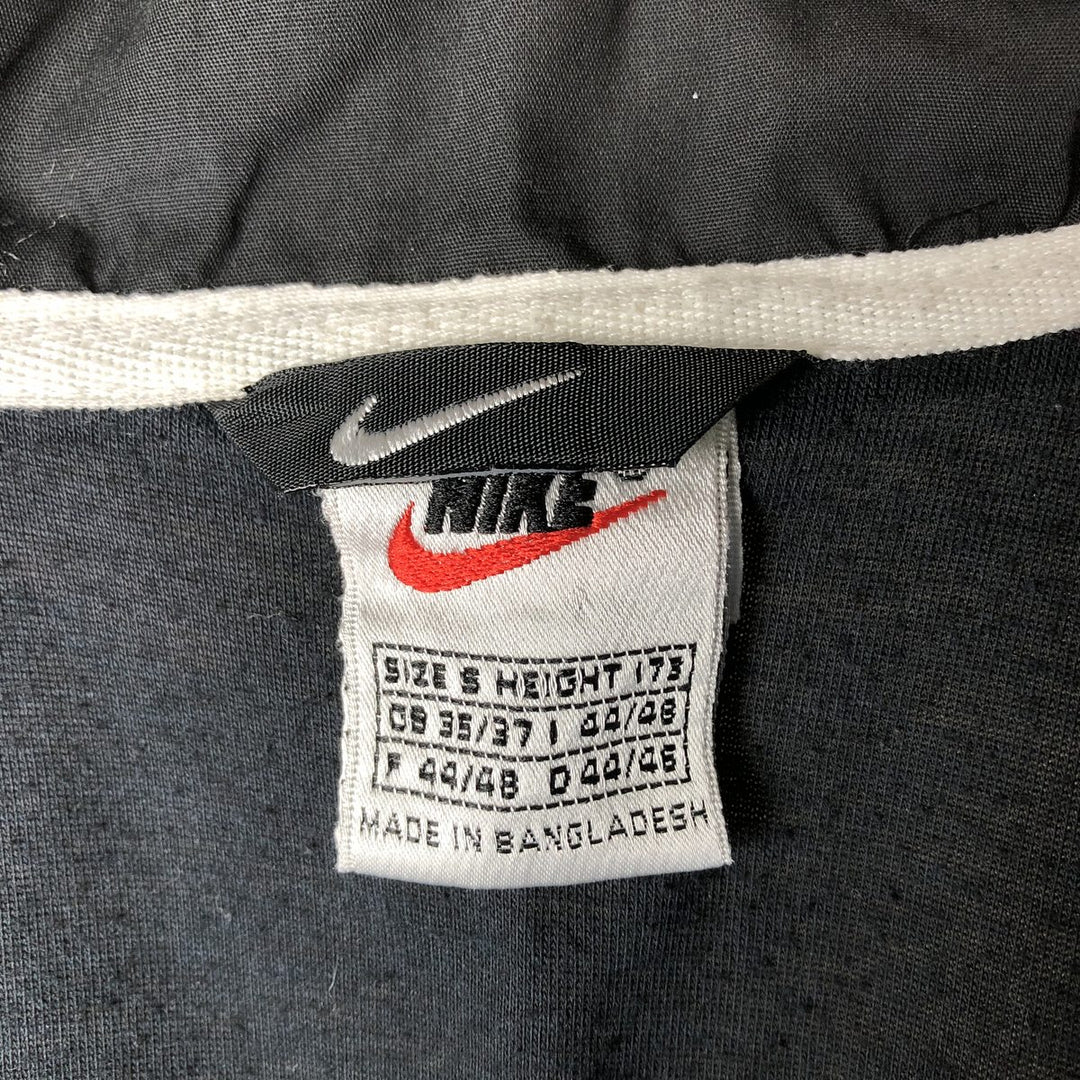 NIKE
SIZE S HEIGHT 173
GB 35/37 I 44/46
F 44/48 D 44/46
MADE IN BANGLADESH